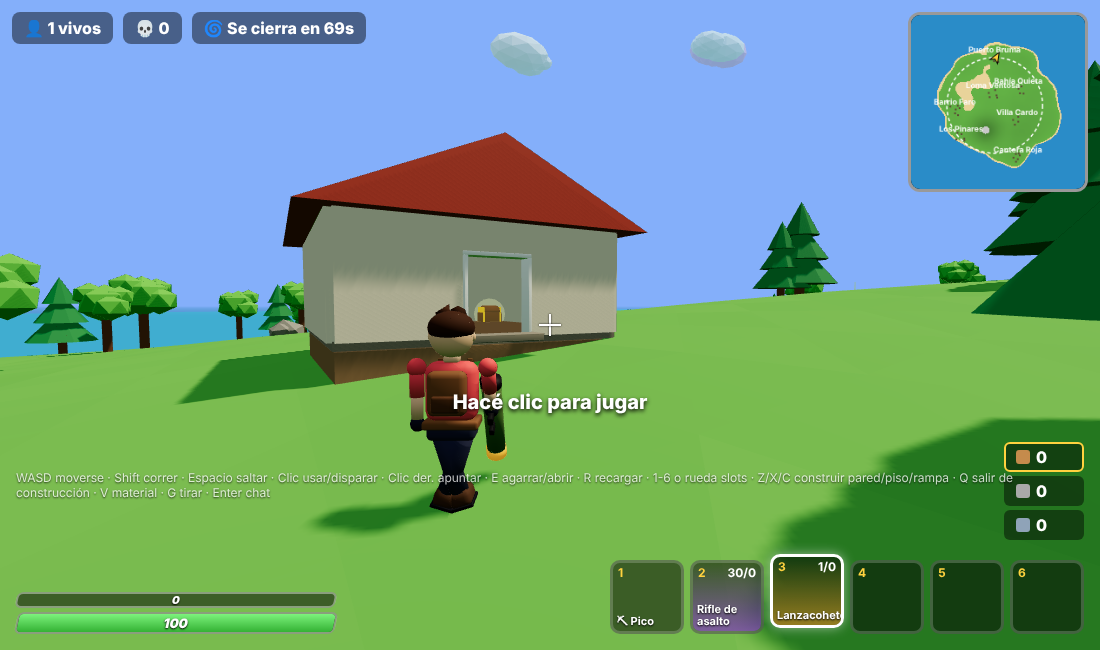 1 vivos
0
Se cierra en 69s
Puerto Bruma
Bahía Quieta
Loma Ventosa
Barrio Faro
Villa Cardo
Los Pinares
Cantera Roja
Hacé clic para jugar
WASD moverse · Shift correr · Espacio saltar · Clic usar/disparar · Clic der. apuntar · E agarrar/abrir · R recargar · 1-6 o rueda slots · Z/X/C construir pared/piso/rampa · Q salir de
construcción · V material · G tirar · Enter chat
0
0
0
1
Pico
2 30/0
Rifle de
asalto
3 1/0
Lanzacohet
4
5
6
0
100